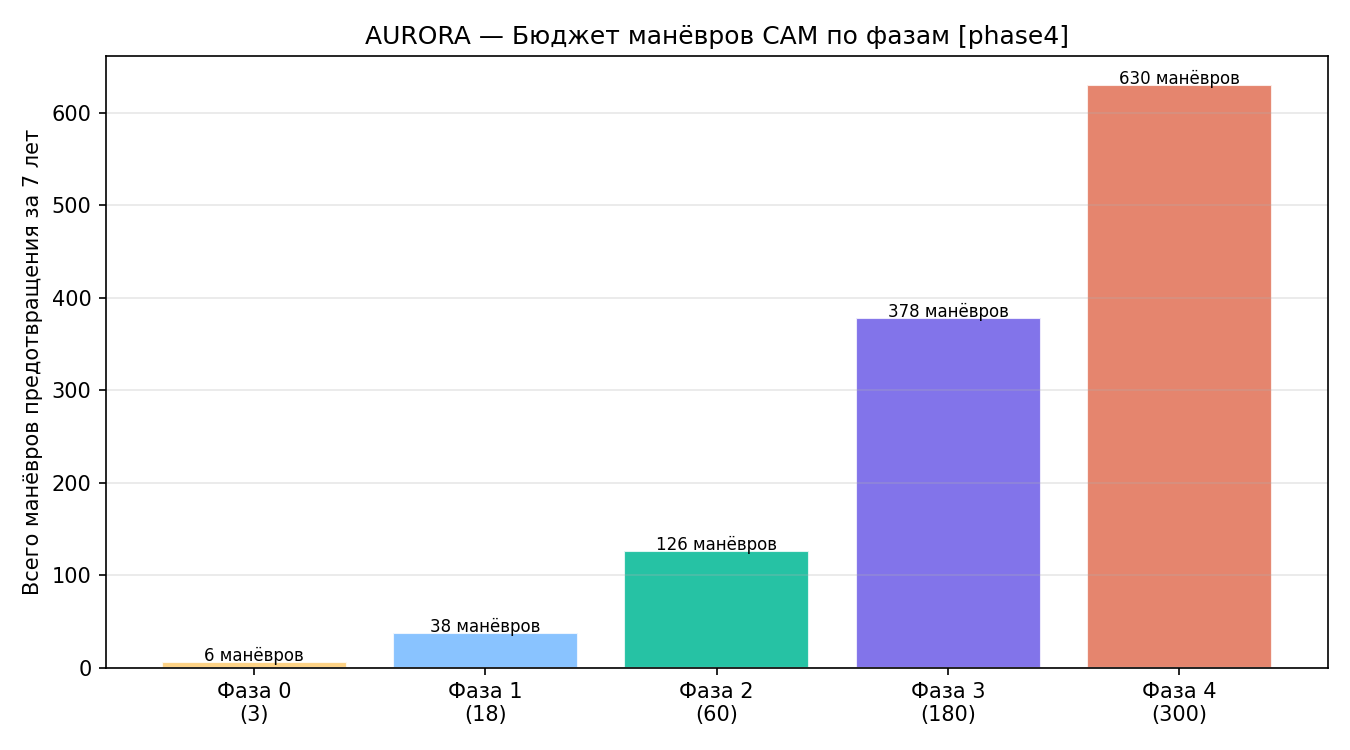 AURORA — Бюджет манёвров CAM по фазам [phase4]
Всего манёвров предотвращения за 7 лет
600
500
400
300
200
100
0
6 манёвров
38 манёвров
126 манёвров
378 манёвров
630 манёвров
Фаза 0
(3)
Фаза 1
(18)
Фаза 2
(60)
Фаза 3
(180)
Фаза 4
(300)